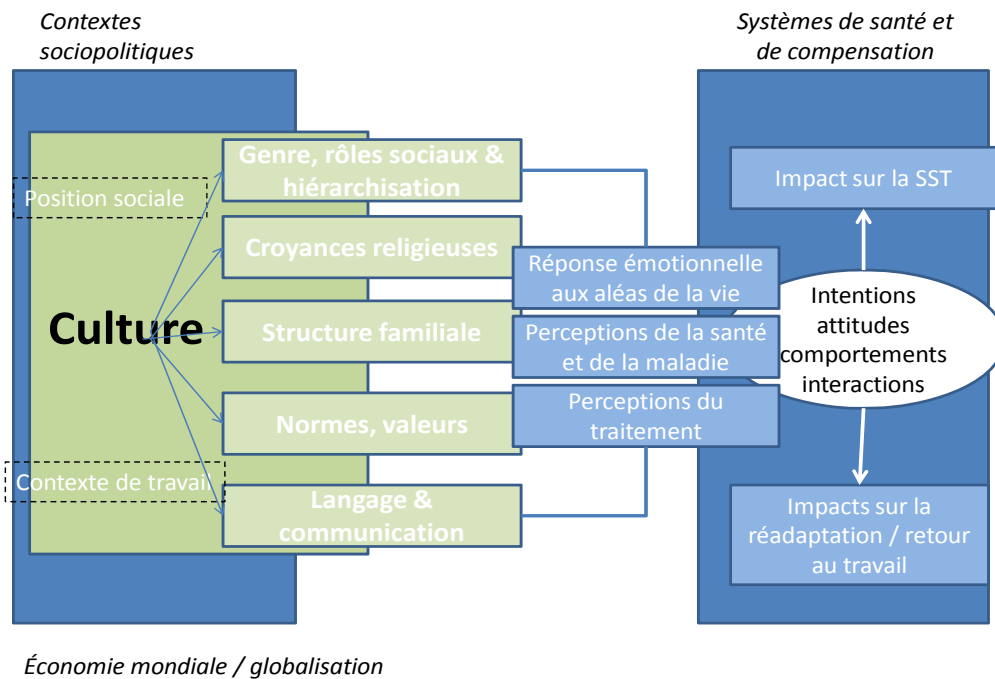 Contextes
sociopolitiques
Systèmes de santé et
de compensation
Genre, rôles sociaux &
hiérarchisation
Position sociale
Croyances religieuses
Culture
Structure familiale
Normes, valeurs
Contexte de travail
Langage &
communication
Réponse émotionnelle
aux aléas de la vie
Perceptions de la santé
et de la maladie
Perceptions du
traitement
Impact sur la SST
Intentions
attitudes
comportements
interactions
Impacts sur la
réadaptation / retour
au travail
Économie mondiale / globalisation